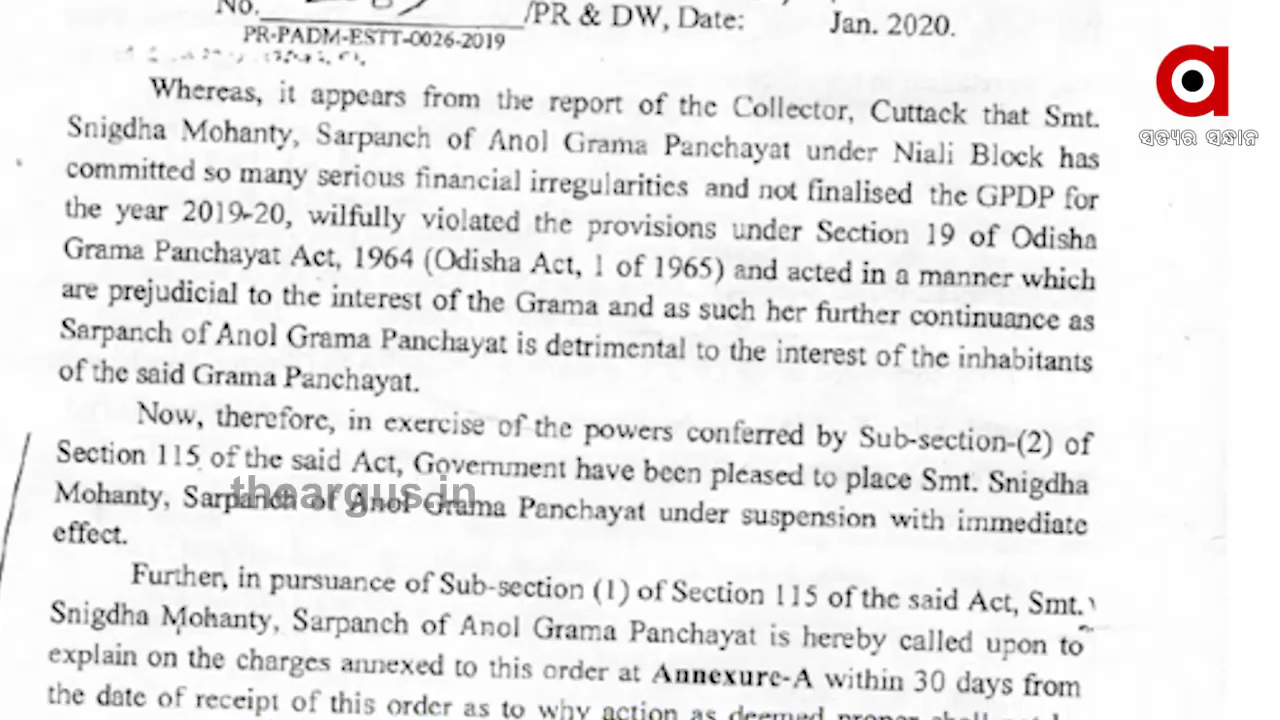 No. /PR & DW, Date: Jan. 2020.
PR-PADM-ESTT-0026-2019
ସତ୍ୟର ସନ୍ଧାନ
Whereas, it appears from the report of the Collector, Cuttack that Smt.
Snigdha Mohanty, Sarpanch of Anol Grama Panchayat under Niali Block has
committed so many serious financial irregularities and not finalised the GPDP for
the year 2019-20, wilfully violated the provisions under Section 19 of Odisha
Grama Panchayat Act, 1964 (Odisha Act, 1 of 1965) and acted in a manner which
are prejudicial to the interest of the Grama and as such her further continuance as
Sarpanch of Anol Grama Panchayat is detrimental to the interest of the inhabitants
of the said Grama Panchayat.
Now, therefore, in exercise of the powers conferred by Sub-section-(2) of
Section 115 of the said Act, Government have been pleased to place Smt. Snigdha
Mohanty, Sarpanch of Anol Grama Panchayat under suspension with immediate
effect.
theargus.in
Further, in pursuance of Sub-section (1) of Section 115 of the said Act, Smt.
Snigdha Mohanty, Sarpanch of Anol Grama Panchayat is hereby called upon to
explain on the charges annexed to this order at Annexure-A within 30 days from
the date of receipt of this order as to why action as deemed proper shall not